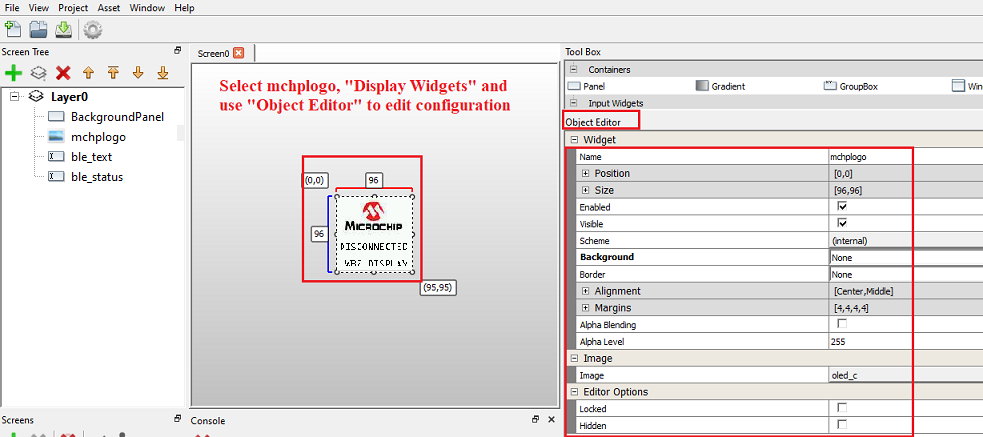 File View Project Asset Window Help
Screen Tree
Layer0
BackgroundPanel
mchplogo
ble_text
ble_status
Screens
Screen0
Select mchplogo, "Display Widgets" and
use "Object Editor" to edit configuration
(0,0)
96
96
MICROCHIP
DISCONNECTED
WBZ DISPLAY
(95,95)
Console
Tool Box
Containers
Panel Gradient GroupBox Win
Input Widgets
Object Editor
Widget
Name mchplogo
Position [0,0]
Size [96,96]
Enabled
Visible
Scheme (internal)
Background None
Border None
Alignment [Center,Middle]
Margins [4,4,4,4]
Alpha Blending
Alpha Level 255
Image
Image oled_c
Editor Options
Locked
Hidden